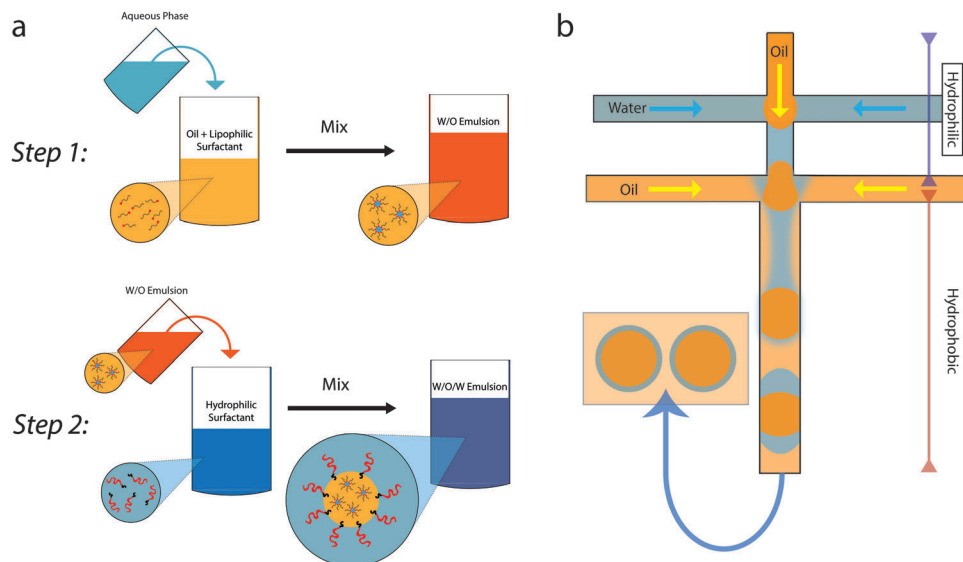 a
Aqueous Phase
Step 1:
Oil + Lipophilic
Surfactant
Mix
W/O Emulsion
W/O Emulsion
Step 2:
Hydrophilic
Surfactant
Mix
W/O/W Emulsion
b
Oil
Water
Hydrophilic
Oil
Hydrophobic